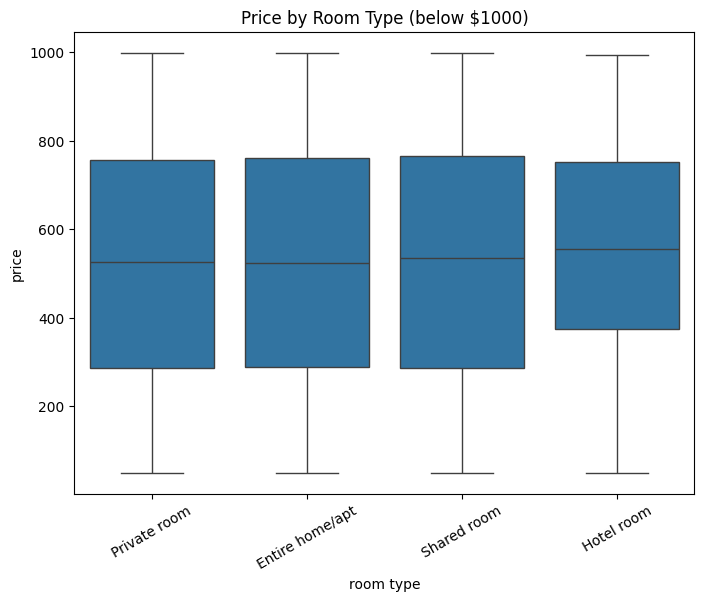 Price by Room Type (below $1000)
1000
800
600
400
200
price
Private room
Entire home/apt
Shared room
Hotel room
room type